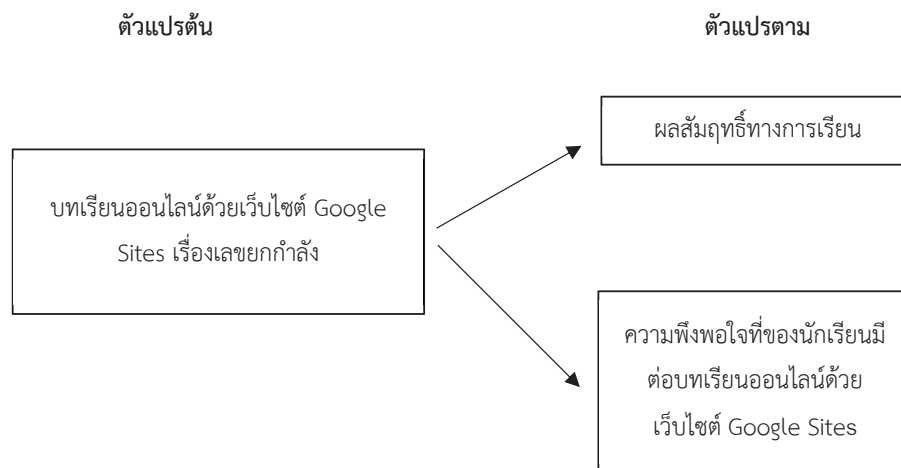 ตัวแปรต้น
ตัวแปรตาม
บทเรียนออนไลน์ด้วยเว็บไซต์ Google
Sites เรื่องเลขยกกำลัง
ผลสัมฤทธิ์ทางการเรียน
ความพึงพอใจที่ของนักเรียนมี
ต่อบทเรียนออนไลน์ด้วย
เว็บไซต์ Google Sites